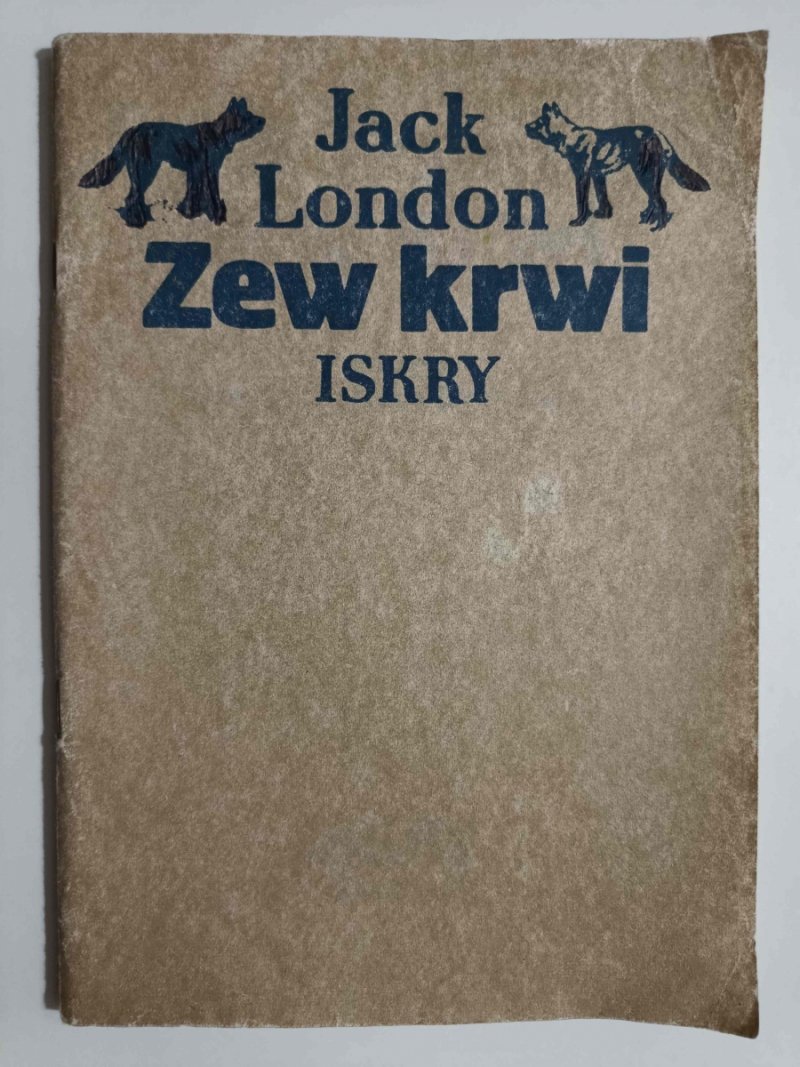 Jack
London
Zew krwi
ISKRY